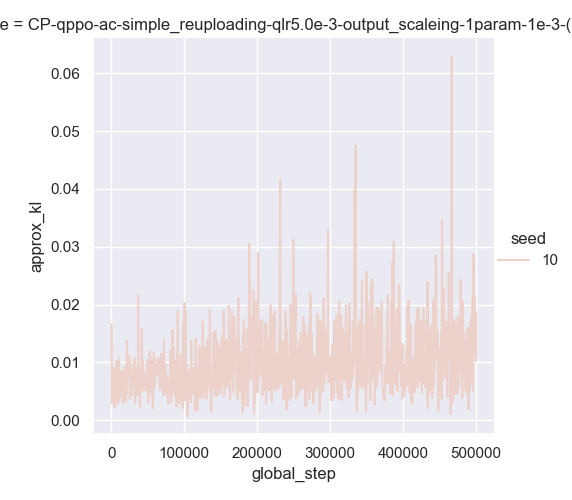 e = CP-qppo-ac-simple_reuploading-qlr5.0e-3-output_scaleing-1param-1e-3-(
0.06
0.05
0.04
0.03
0.02
0.01
0.00
approx_kl
0 100000 200000 300000 400000 500000
global_step
seed
10